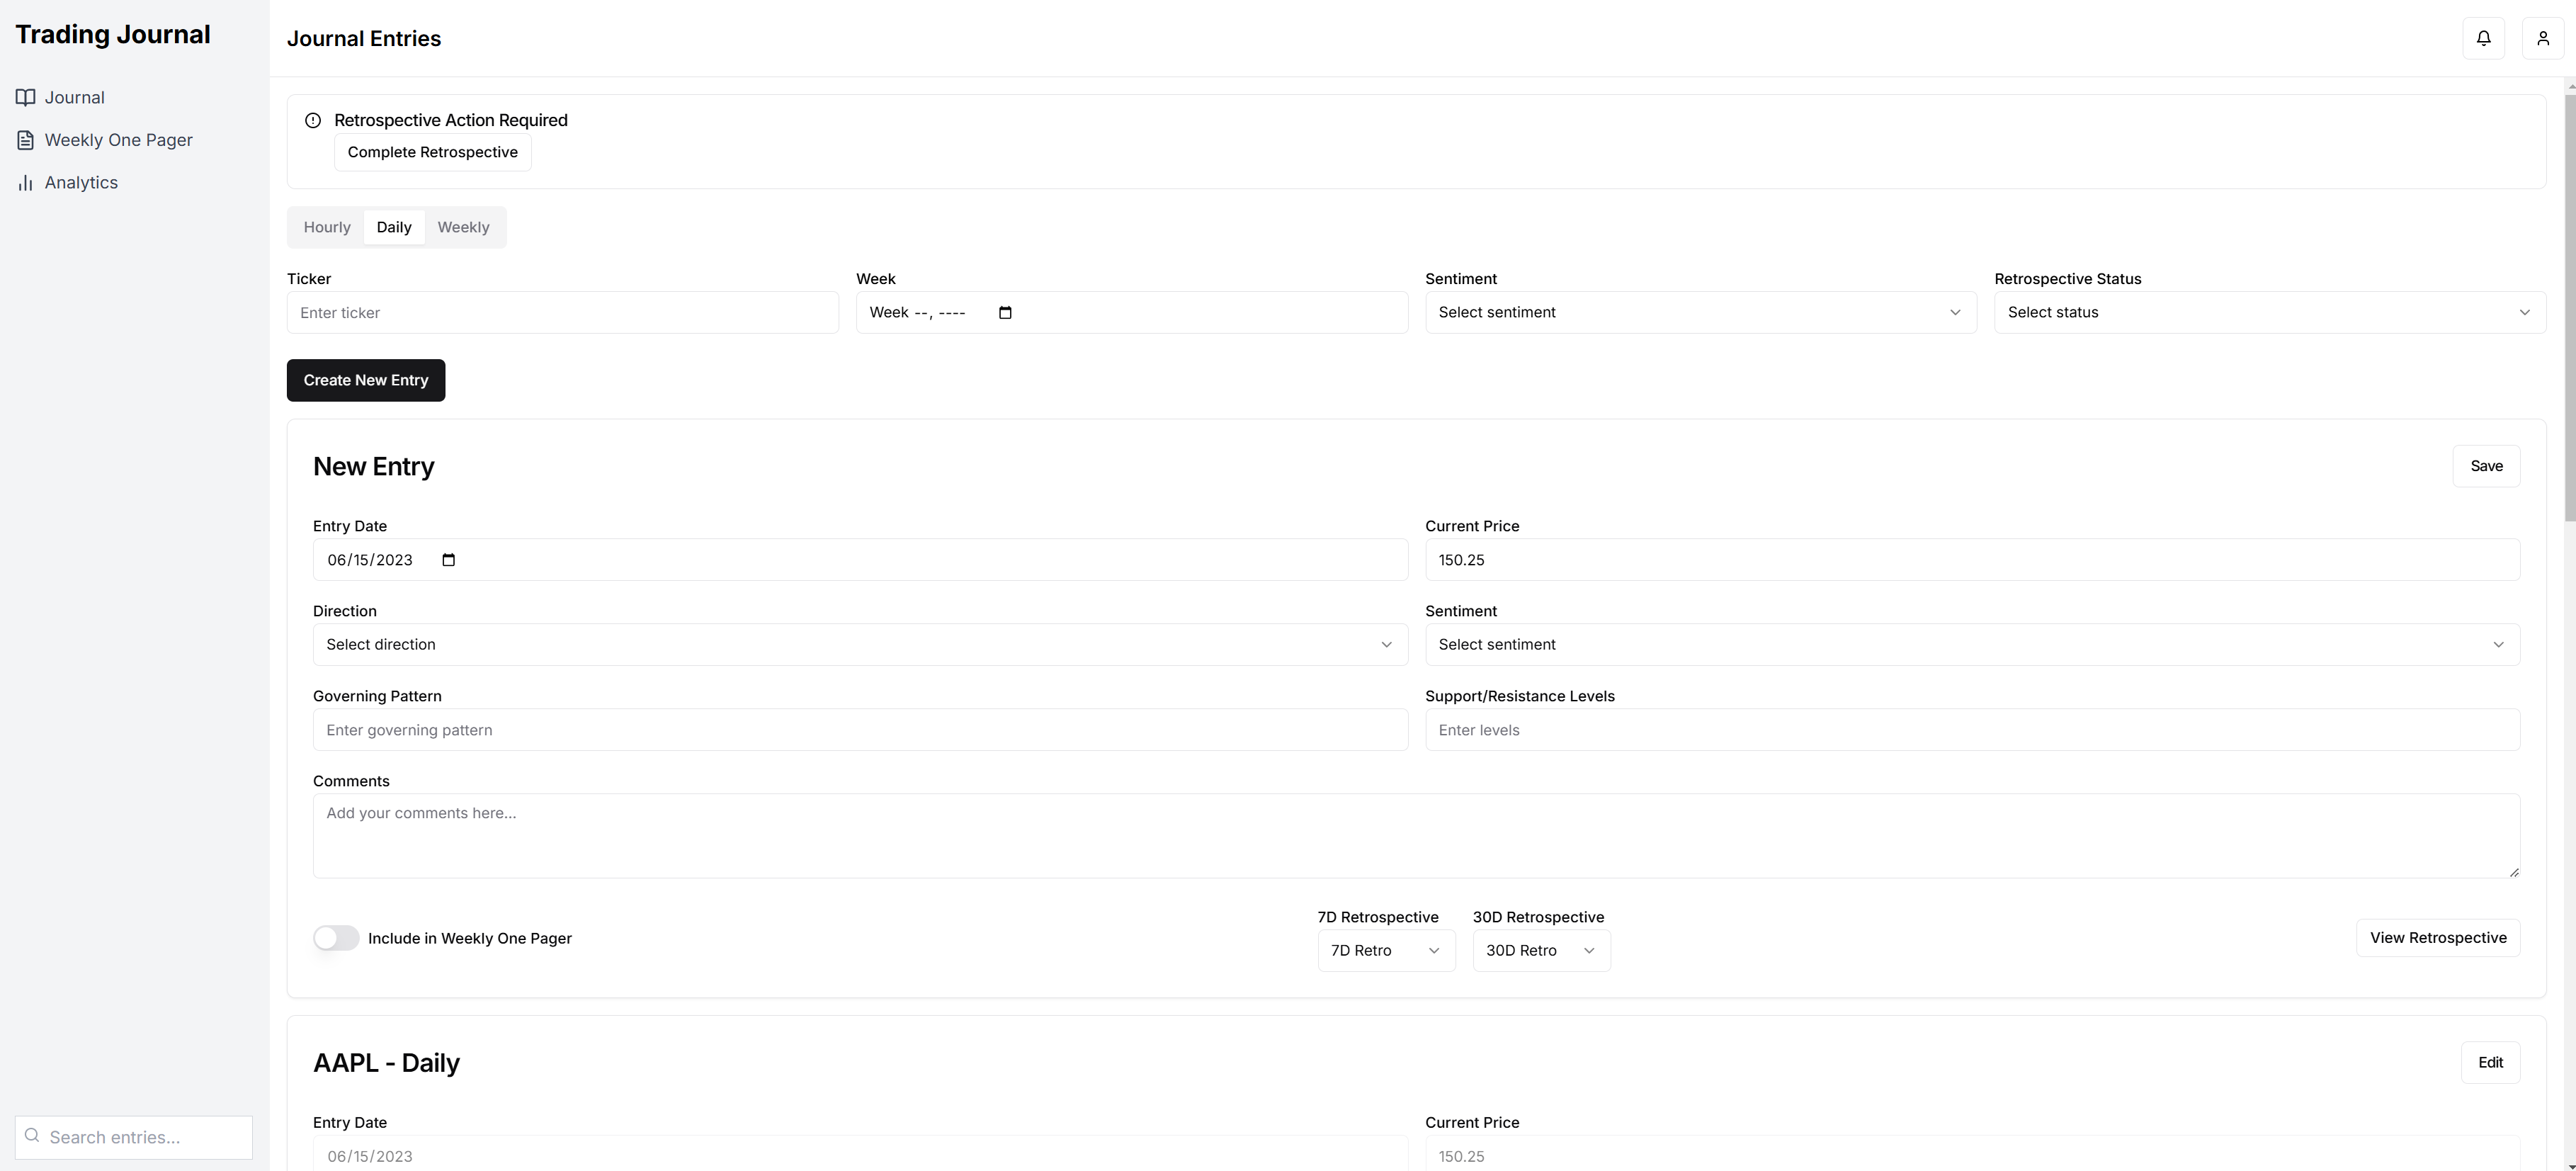 Trading Journal
Journal
Weekly One Pager
Analytics
Search entries...
Journal Entries
Retrospective Action Required
Complete Retrospective
Hourly Daily Weekly
Ticker Week Sentiment Retrospective Status
Enter ticker Week --, ---- Select sentiment Select status
Create New Entry
New Entry Save
Entry Date Current Price
06/15/2023 150.25
Direction Sentiment
Select direction Select sentiment
Governing Pattern Support/Resistance Levels
Enter governing pattern Enter levels
Comments
Add your comments here...
7D Retrospective 30D Retrospective
Include in Weekly One Pager 7D Retro 30D Retro View Retrospective
AAPL - Daily Edit
Entry Date Current Price
06/15/2023 150.25